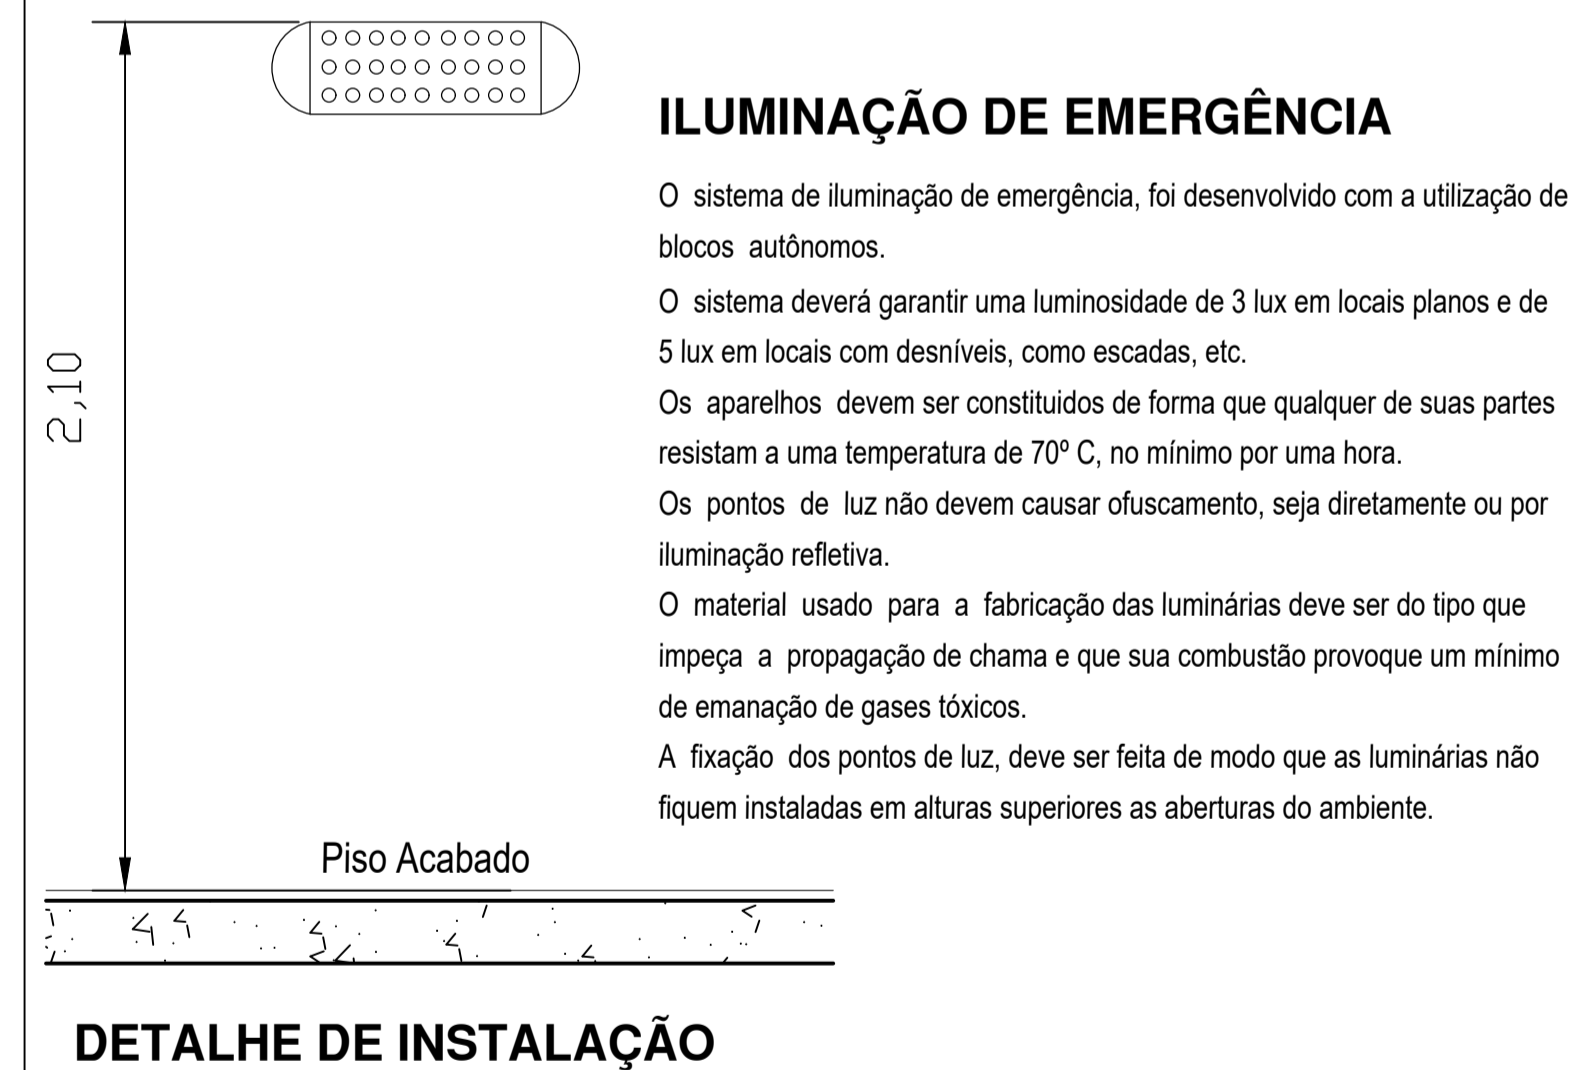 ILUMINAÇÃO DE EMERGÊNCIA
O sistema de iluminação de emergência, foi desenvolvido com a utilização de
blocos autônomos.
O sistema deverá garantir uma luminosidade de 3 lux em locais planos e de
5 lux em locais com desníveis, como escadas, etc.
Os aparelhos devem ser constituidos de forma que qualquer de suas partes
resistam a uma temperatura de 70º C, no mínimo por uma hora.
Os pontos de luz não devem causar ofuscamento, seja diretamente ou por
iluminação refletiva.
O material usado para a fabricação das luminárias deve ser do tipo que
impeça a propagação de chama e que sua combustão provoque um mínimo
de emanação de gases tóxicos.
A fixação dos pontos de luz, deve ser feita de modo que as luminárias não
fiquem instaladas em alturas superiores as aberturas do ambiente.
2,10
Piso Acabado
DETALHE DE INSTALAÇÃO